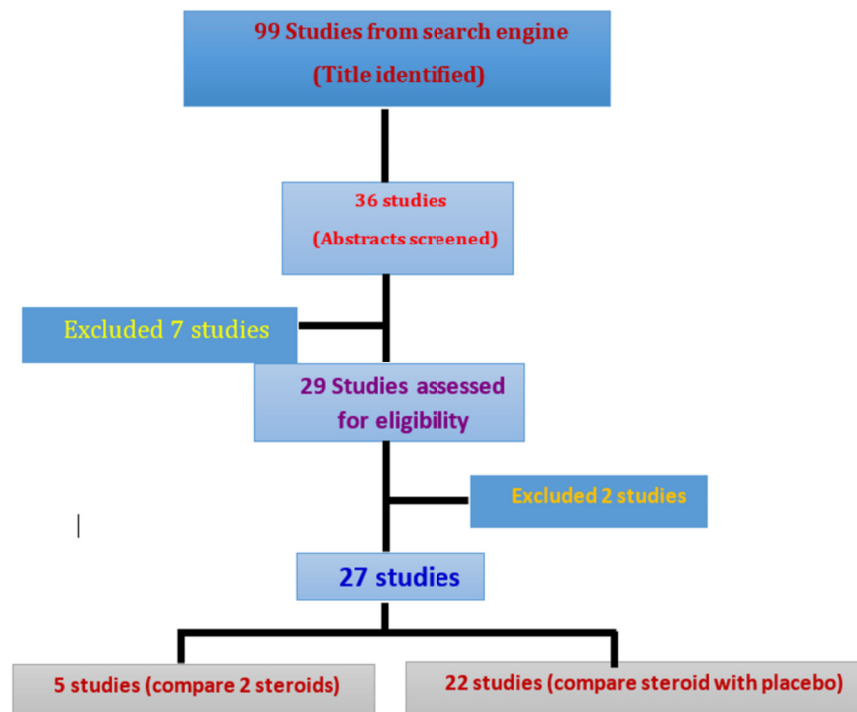 99 Studies from search engine
(Title identified)
36 studies
(Abstracts screened)
Excluded 7 studies
29 Studies assessed
for eligibility
Excluded 2 studies
27 studies
5 studies (compare 2 steroids)
22 studies (compare steroid with placebo)